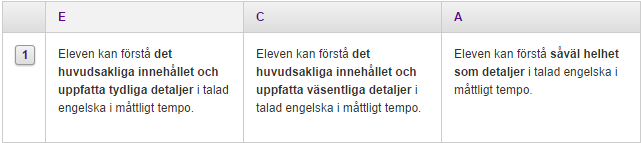 E
C
A
1
Eleven kan förstå det
huvudsakliga innehållet och
uppfatta tydliga detaljer i talad
engelska i måttligt tempo.
Eleven kan förstå det
huvudsakliga innehållet och
uppfatta väsentliga detaljer i
talad engelska i måttligt tempo.
Eleven kan förstå såväl helhet
som detaljer i talad engelska i
måttligt tempo.